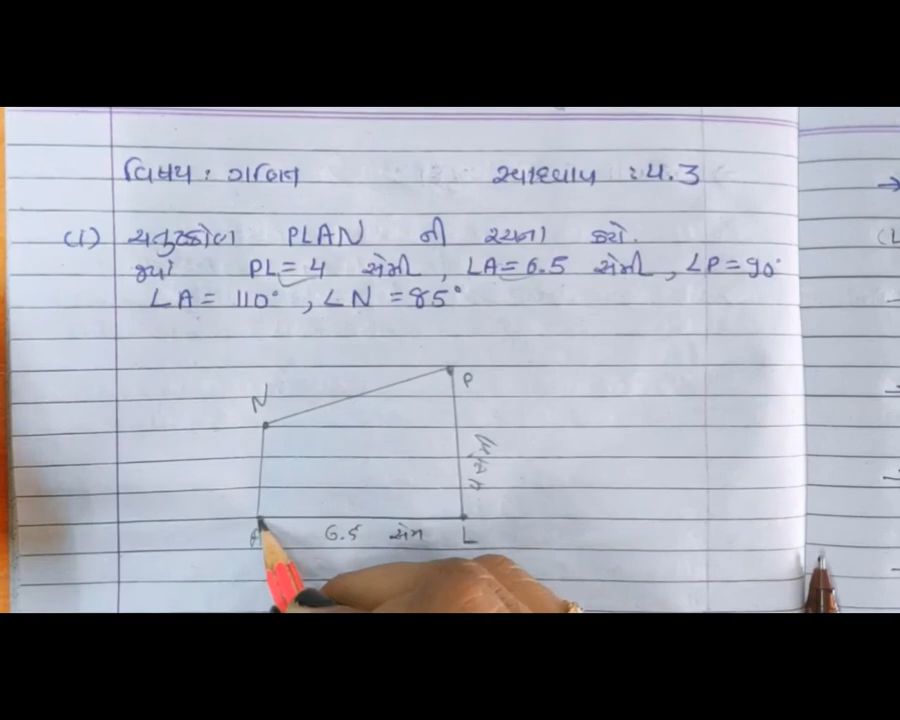 વિષય : ગણિત સ્વાધ્યાય : 4.3
(1) ચતુષ્કોણ PLAN ની રચના કરો.
જ્યાં PL = 4 સેમી , LA = 6.5 સેમી , ∠P = 90°
∠A = 110° , ∠N = 85°
N
P
4 સેમી
A 6.5 સેમી L